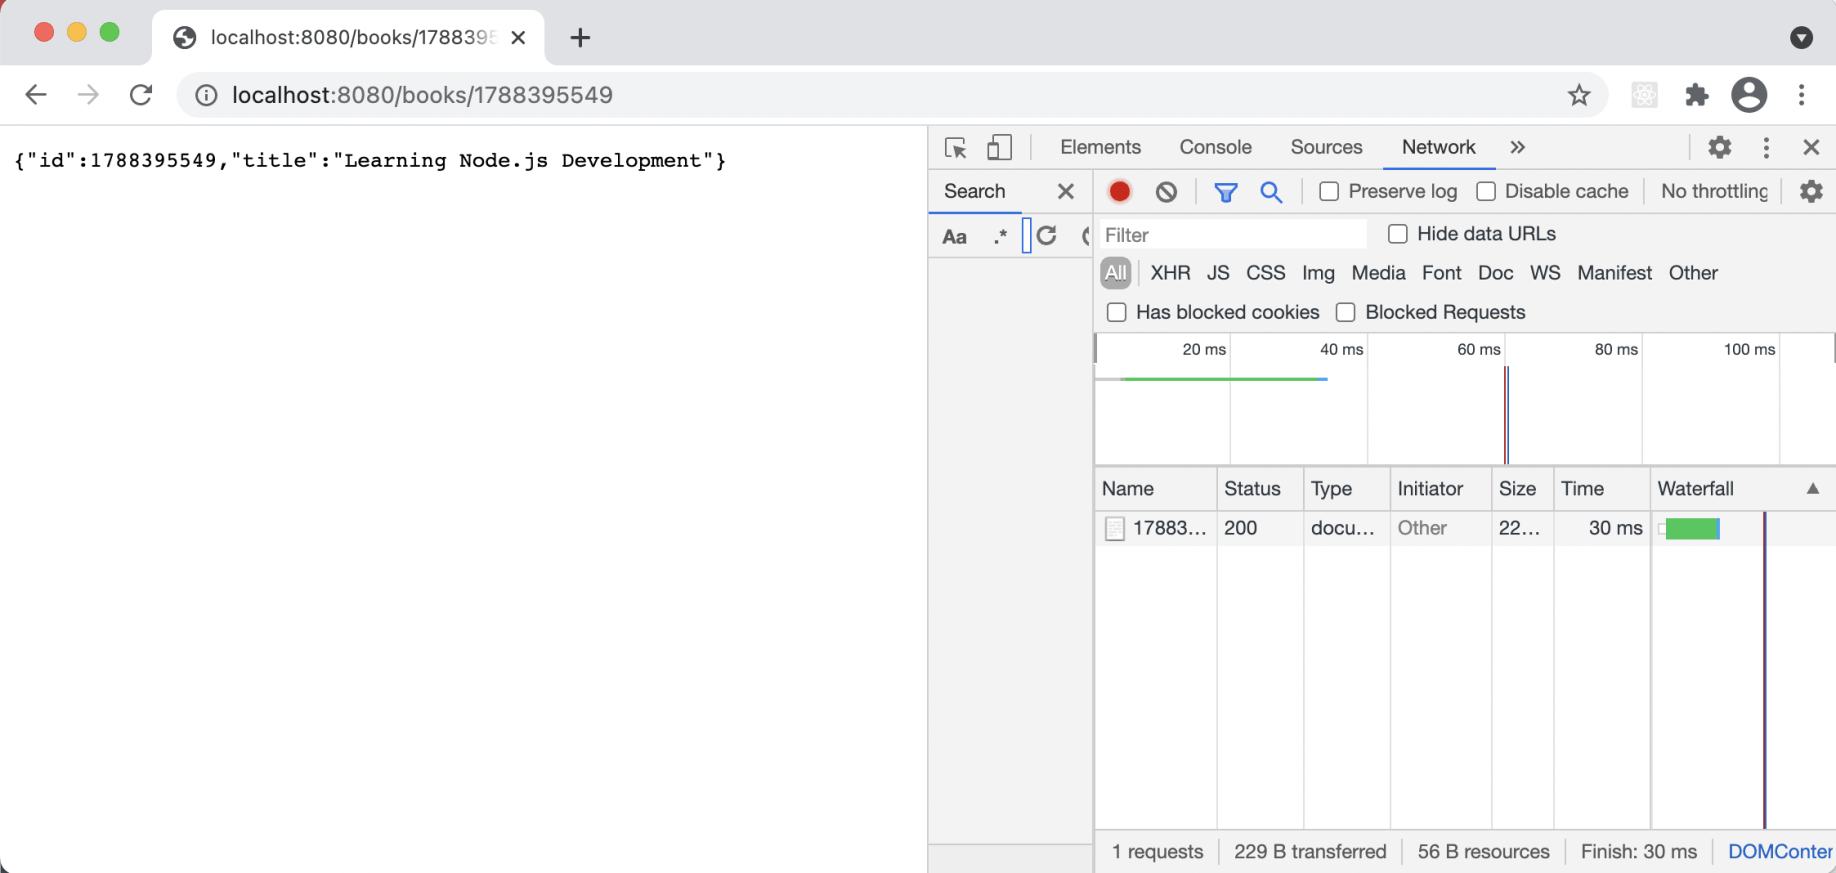 localhost:8080/books/178839
localhost:8080/books/1788395549
{"id":1788395549,"title":"Learning Node.js Development"}
Elements Console Sources Network »
Search
Preserve log Disable cache No throttling
Aa .*
Filter Hide data URLs
All XHR JS CSS Img Media Font Doc WS Manifest Other
Has blocked cookies Blocked Requests
20 ms 40 ms 60 ms 80 ms 100 ms
Name Status Type Initiator Size Time Waterfall ▲
17883... 200 docu... Other 22... 30 ms
1 requests 229 B transferred 56 B resources Finish: 30 ms DOMConter